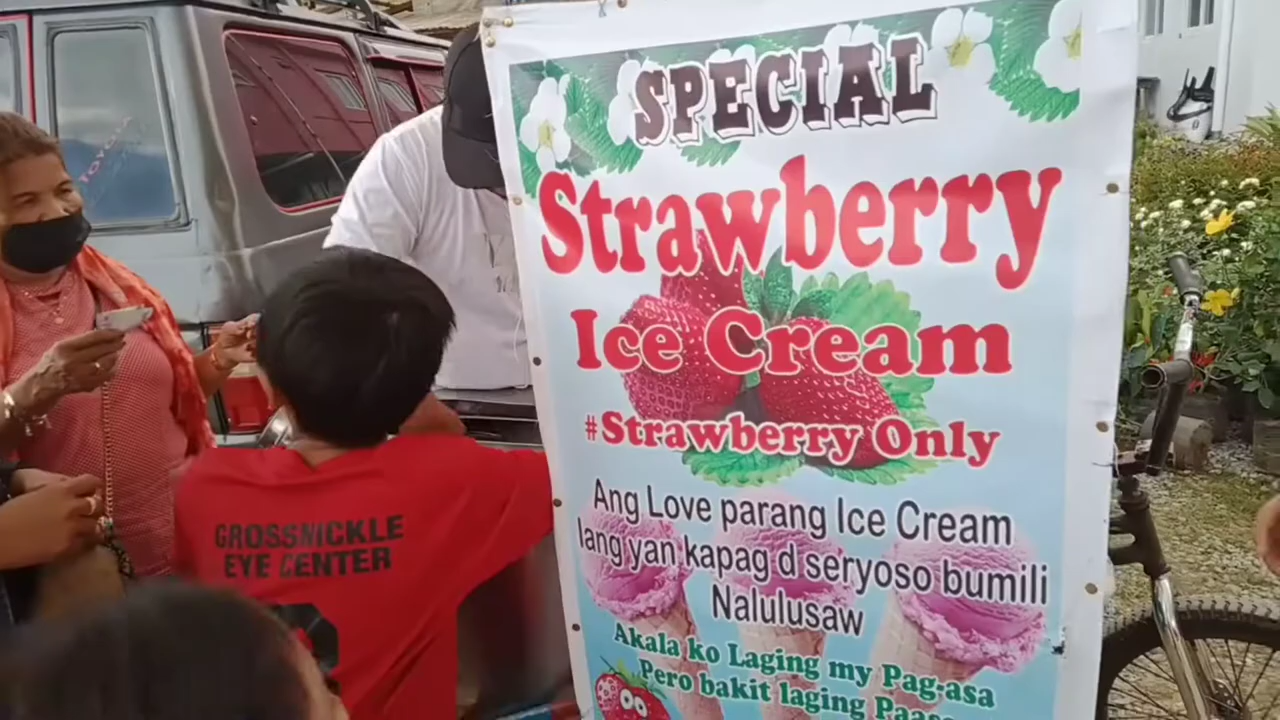 SPECIAL
Strawberry
Ice Cream
#Strawberry Only
Ang Love parang Ice Cream
lang yan kapag d seryoso bumili
Nalulusaw
Akala ko Laging my Pag-asa
Pero bakit laging
GROSSNICKLE
EYE CENTER
TOYOTA